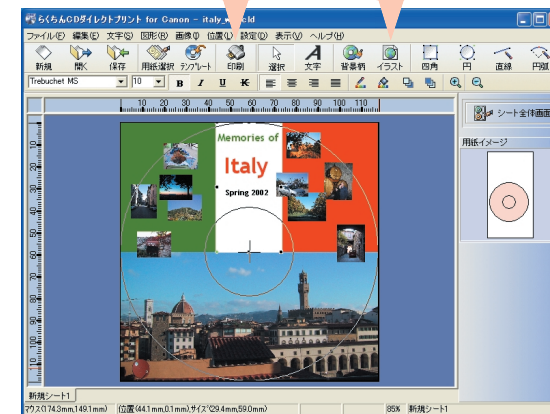 らくちんCDダイレクトプリント for Canon - italy_w
ファイル(F) 編集(E) 文字(S) 図形(R) 画像(I) 位置(L) 設定(D) 表示(V) ヘルプ(H)
新規 開く 保存 用紙選択 テンプレート 印刷 選択 文字 背景柄 イラスト 四角 円 直線 円弧
Trebuchet MS 10 B I U K
10 20 30 40 50 60 70 80 90 100 110
シート全体画面
用紙イメージ
Memories of
Italy
Spring 2002
新規シート1
マウス(174.3mm,149.1mm) 位置(44.1mm,0.1mm),サイズ(29.4mm,59.0mm) 85% 新規シート1